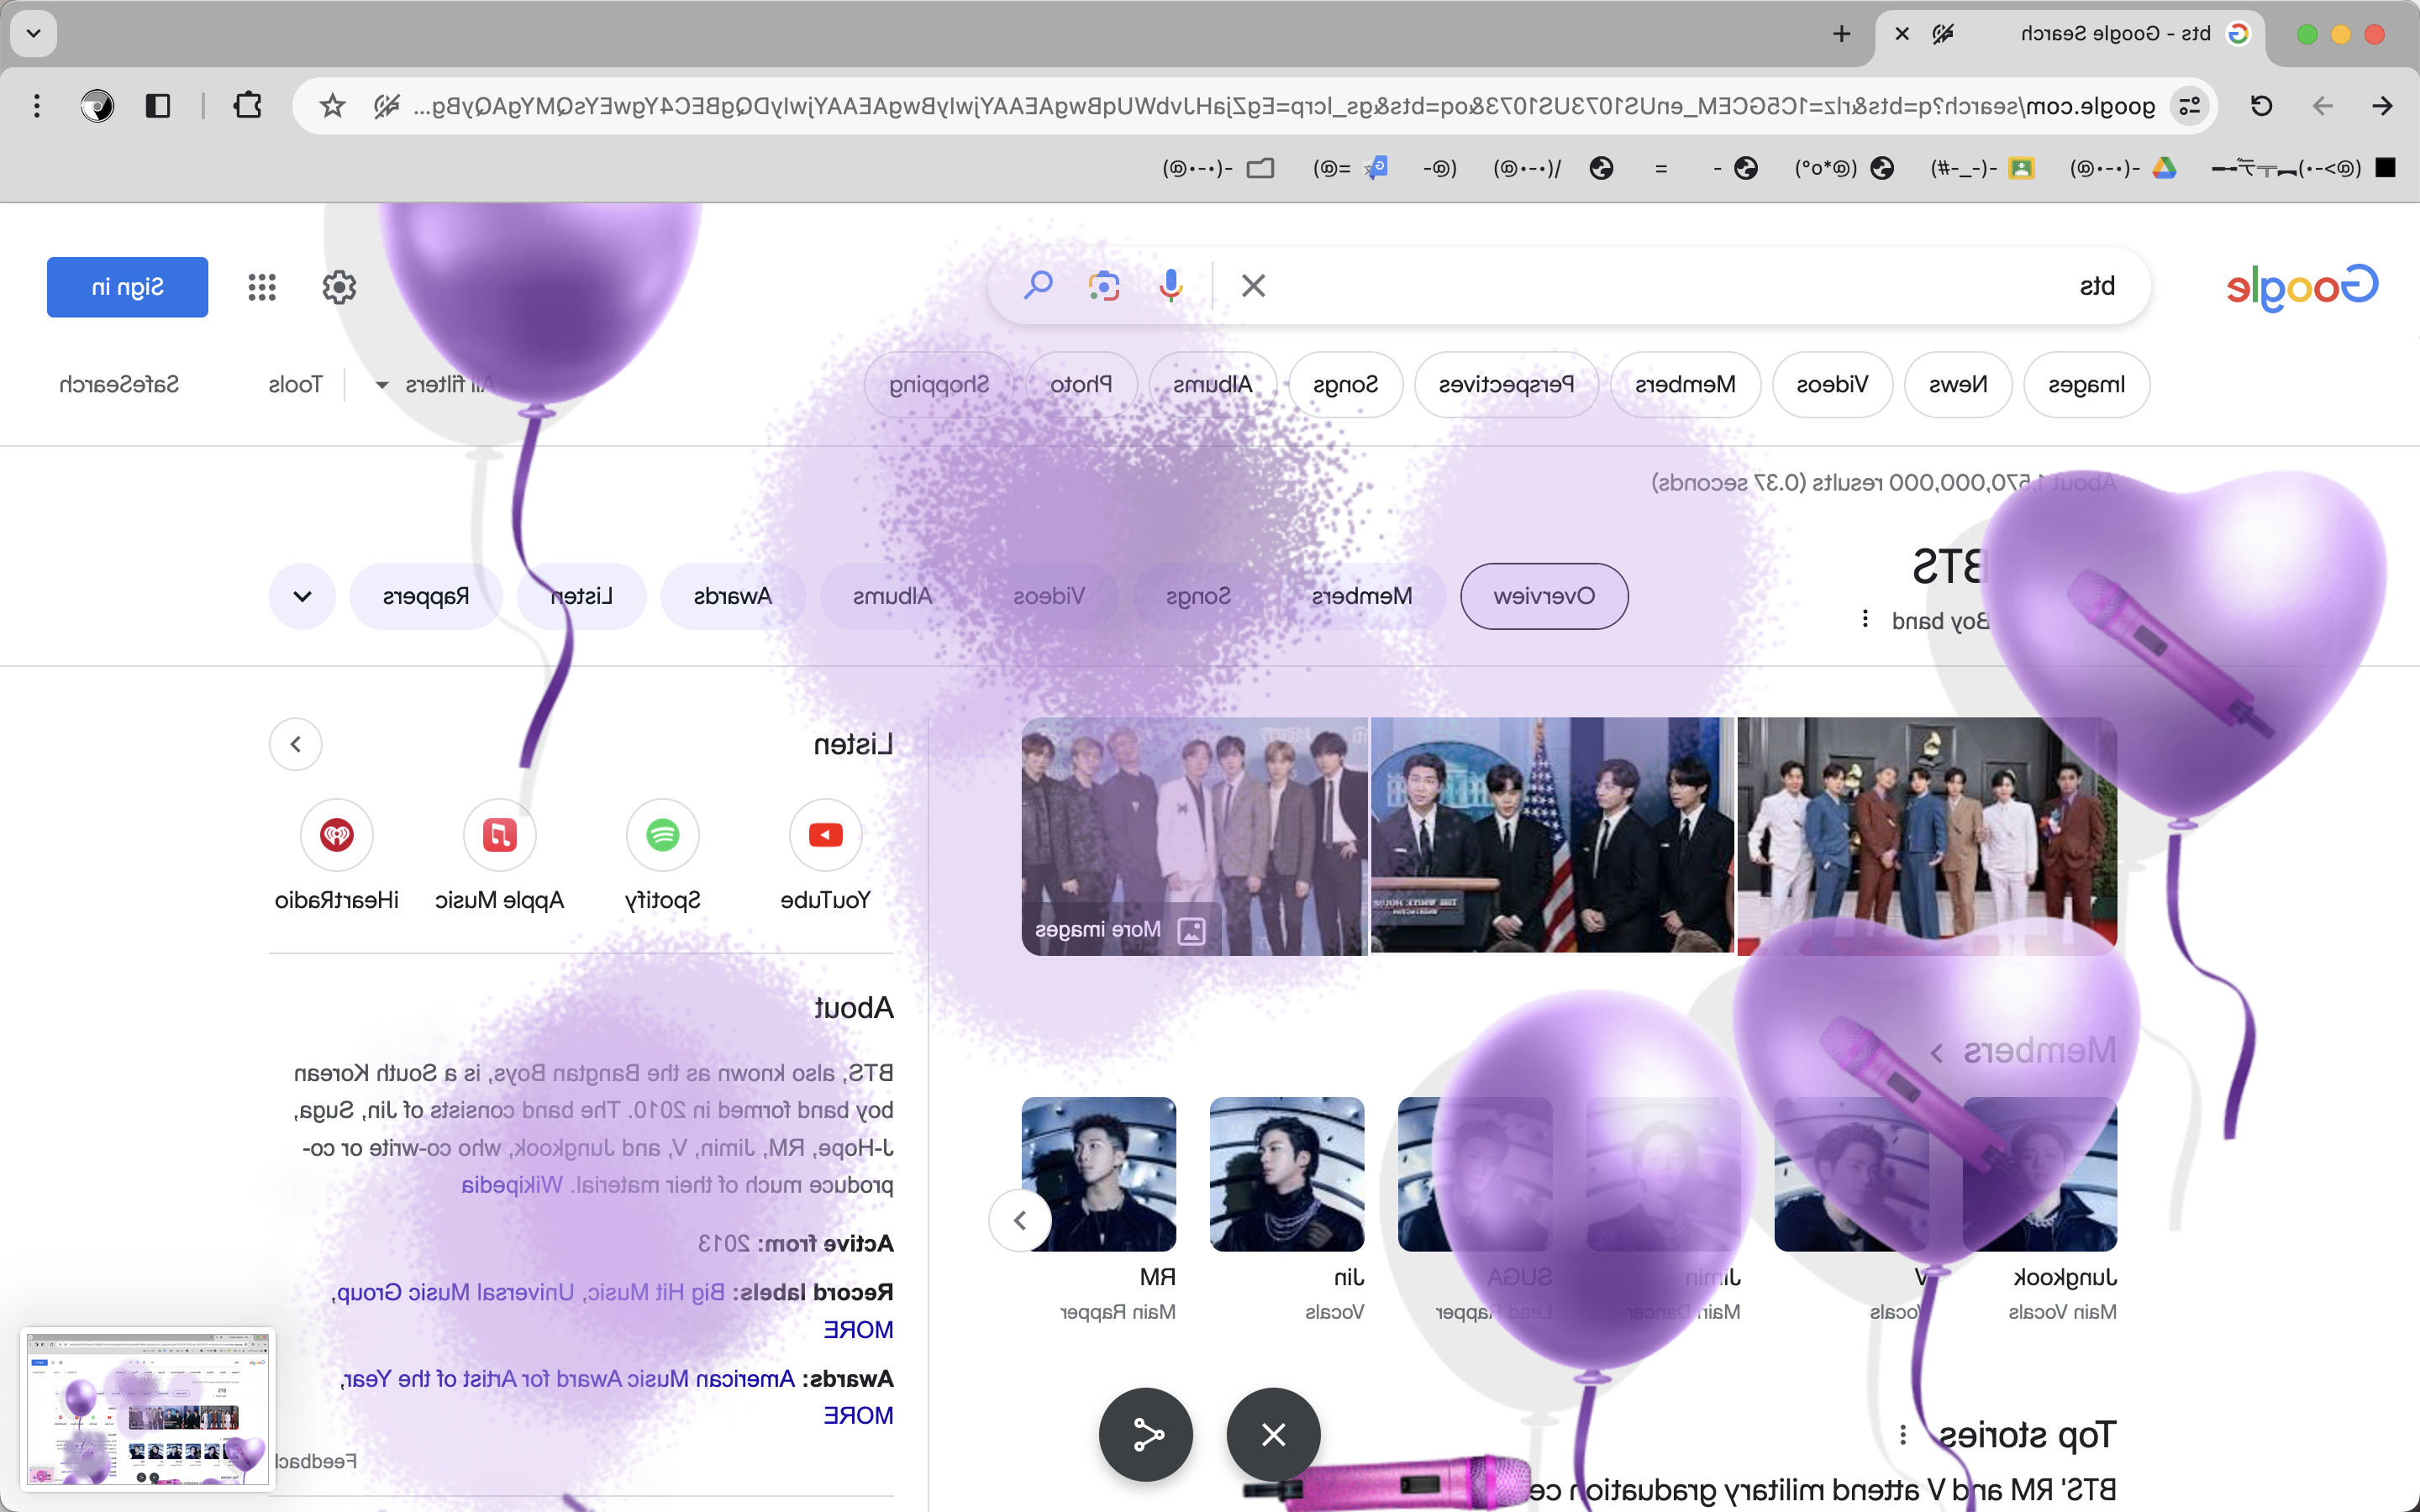 bts - Google Search
google.com/search?q=bts&rlz=1C5GCEM_enUS1073US1073&oq=bts&gs_lcrp=EgZjaHJvbWUqBwgAEAAYjwIyBwgAEAAYjwIyDQgBEC4YgwEYsQMYgAQyBg...
(@>-•)︻╦╤─ -(•-•@) -(-_-#) (@*o°) - = /(•-•@) (@- (@= -(•-•@)
Google
bts
Sign in
Images News Videos Members Perspectives Songs Albums Photo Shopping All filters Tools SafeSearch
About 1,570,000,000 results (0.37 seconds)
BTS
Boy band
Overview Members Songs Videos Albums Awards Listen Rappers
More images
THE WHITE HOUSE
WASHINGTON
Members
Jungkook
Main Vocals
V
Vocals
Jimin
Main Dancer
SUGA
Lead Rapper
Jin
Vocals
RM
Main Rapper
Top stories
BTS' RM and V attend military graduation ce
Listen
YouTube Spotify Apple Music iHeartRadio
About
BTS, also known as the Bangtan Boys, is a South Korean
boy band formed in 2010. The band consists of Jin, Suga,
J-Hope, RM, Jimin, V, and Jungkook, who co-write or co-
produce much of their material. Wikipedia
Active from: 2013
Record labels: Big Hit Music, Universal Music Group,
MORE
Awards: American Music Award for Artist of the Year,
MORE
Feedback